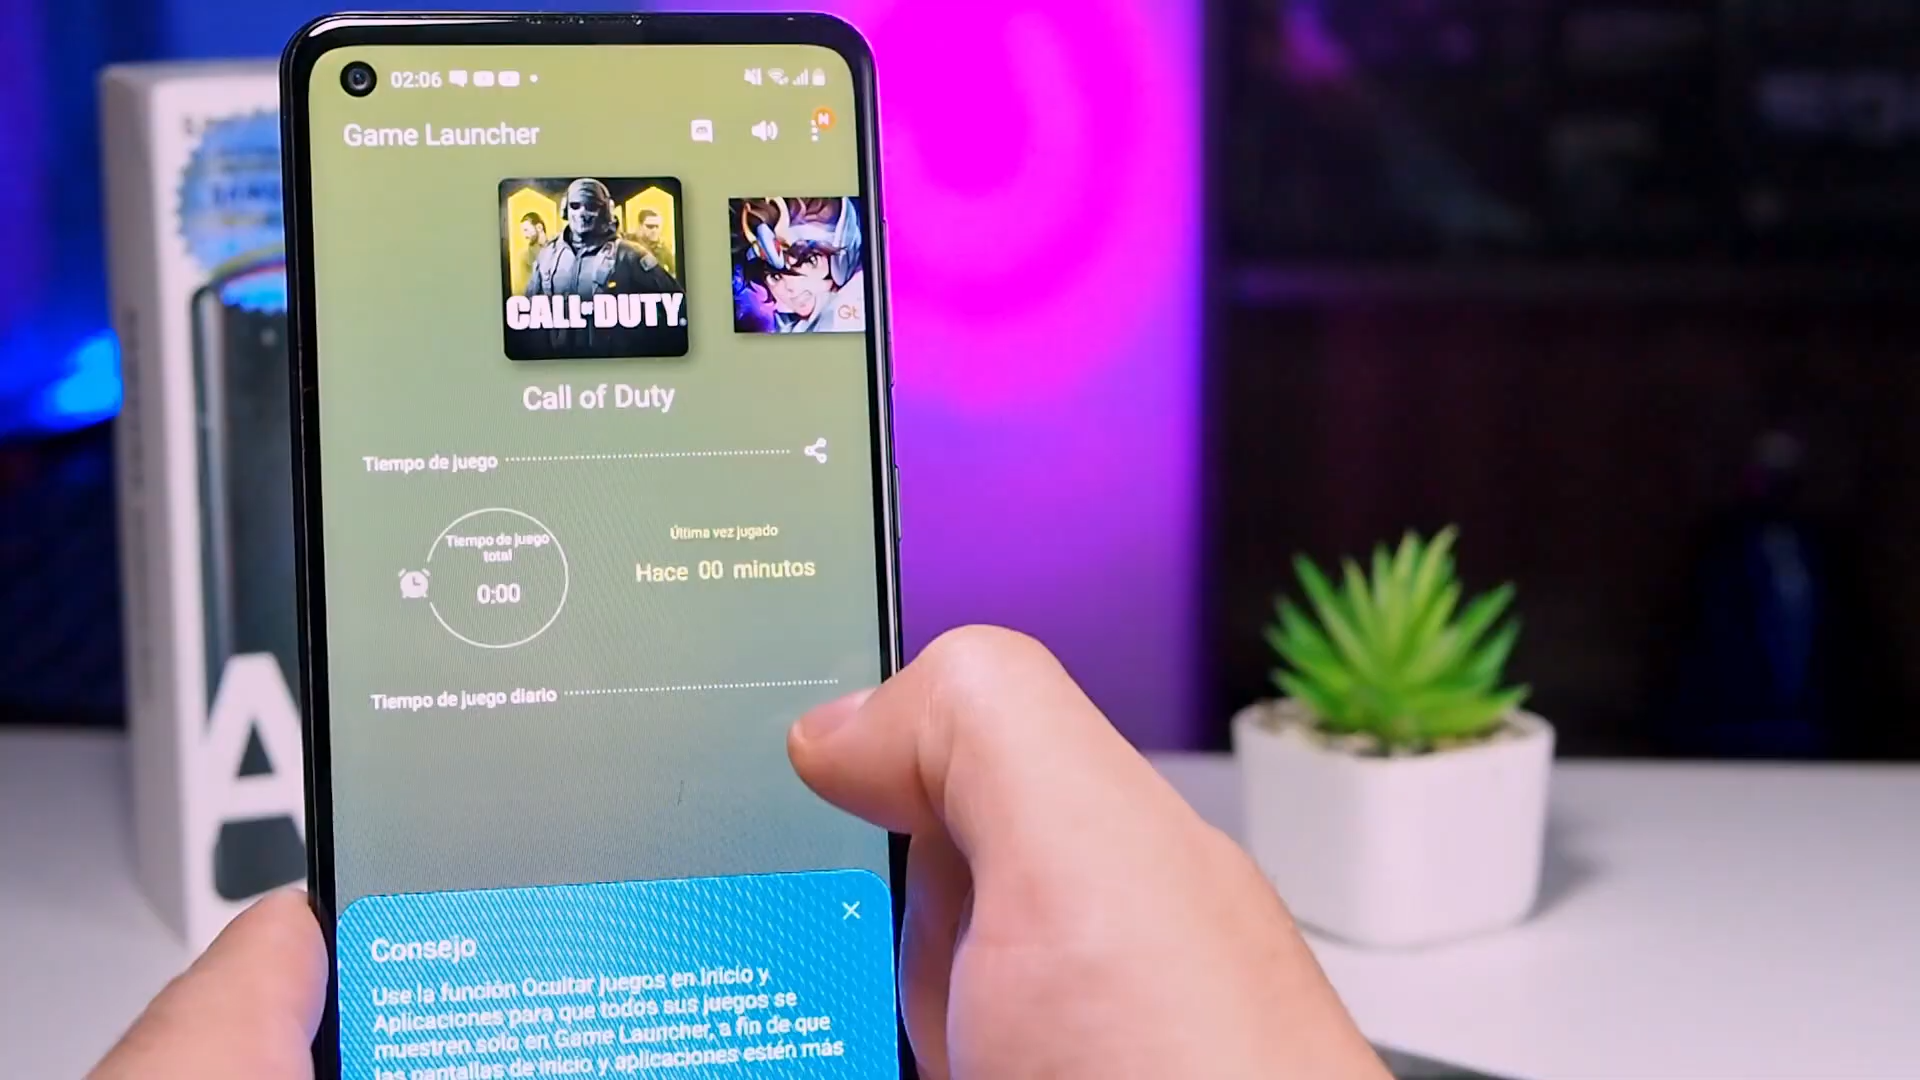 02:06
Game Launcher
N
CALL OF DUTY
Gt
Call of Duty
Tiempo de juego
Tiempo de juego
total
0:00
Última vez jugado
Hace 00 minutos
Tiempo de juego diario
A
Consejo
Use la función Ocultar juegos en Inicio y
Aplicaciones para que todos sus juegos se
muestren solo en Game Launcher, a fin de que
las pantallas de inicio y aplicaciones estén más